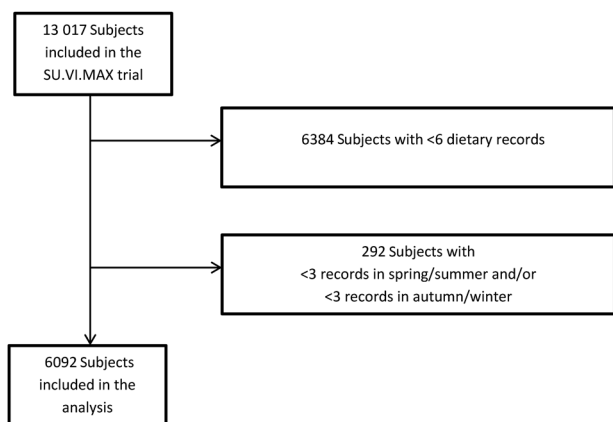 13 017 Subjects
included in the
SU.VI.MAX trial
6384 Subjects with <6 dietary records
292 Subjects with
<3 records in spring/summer and/or
<3 records in autumn/winter
6092 Subjects
included in the
analysis